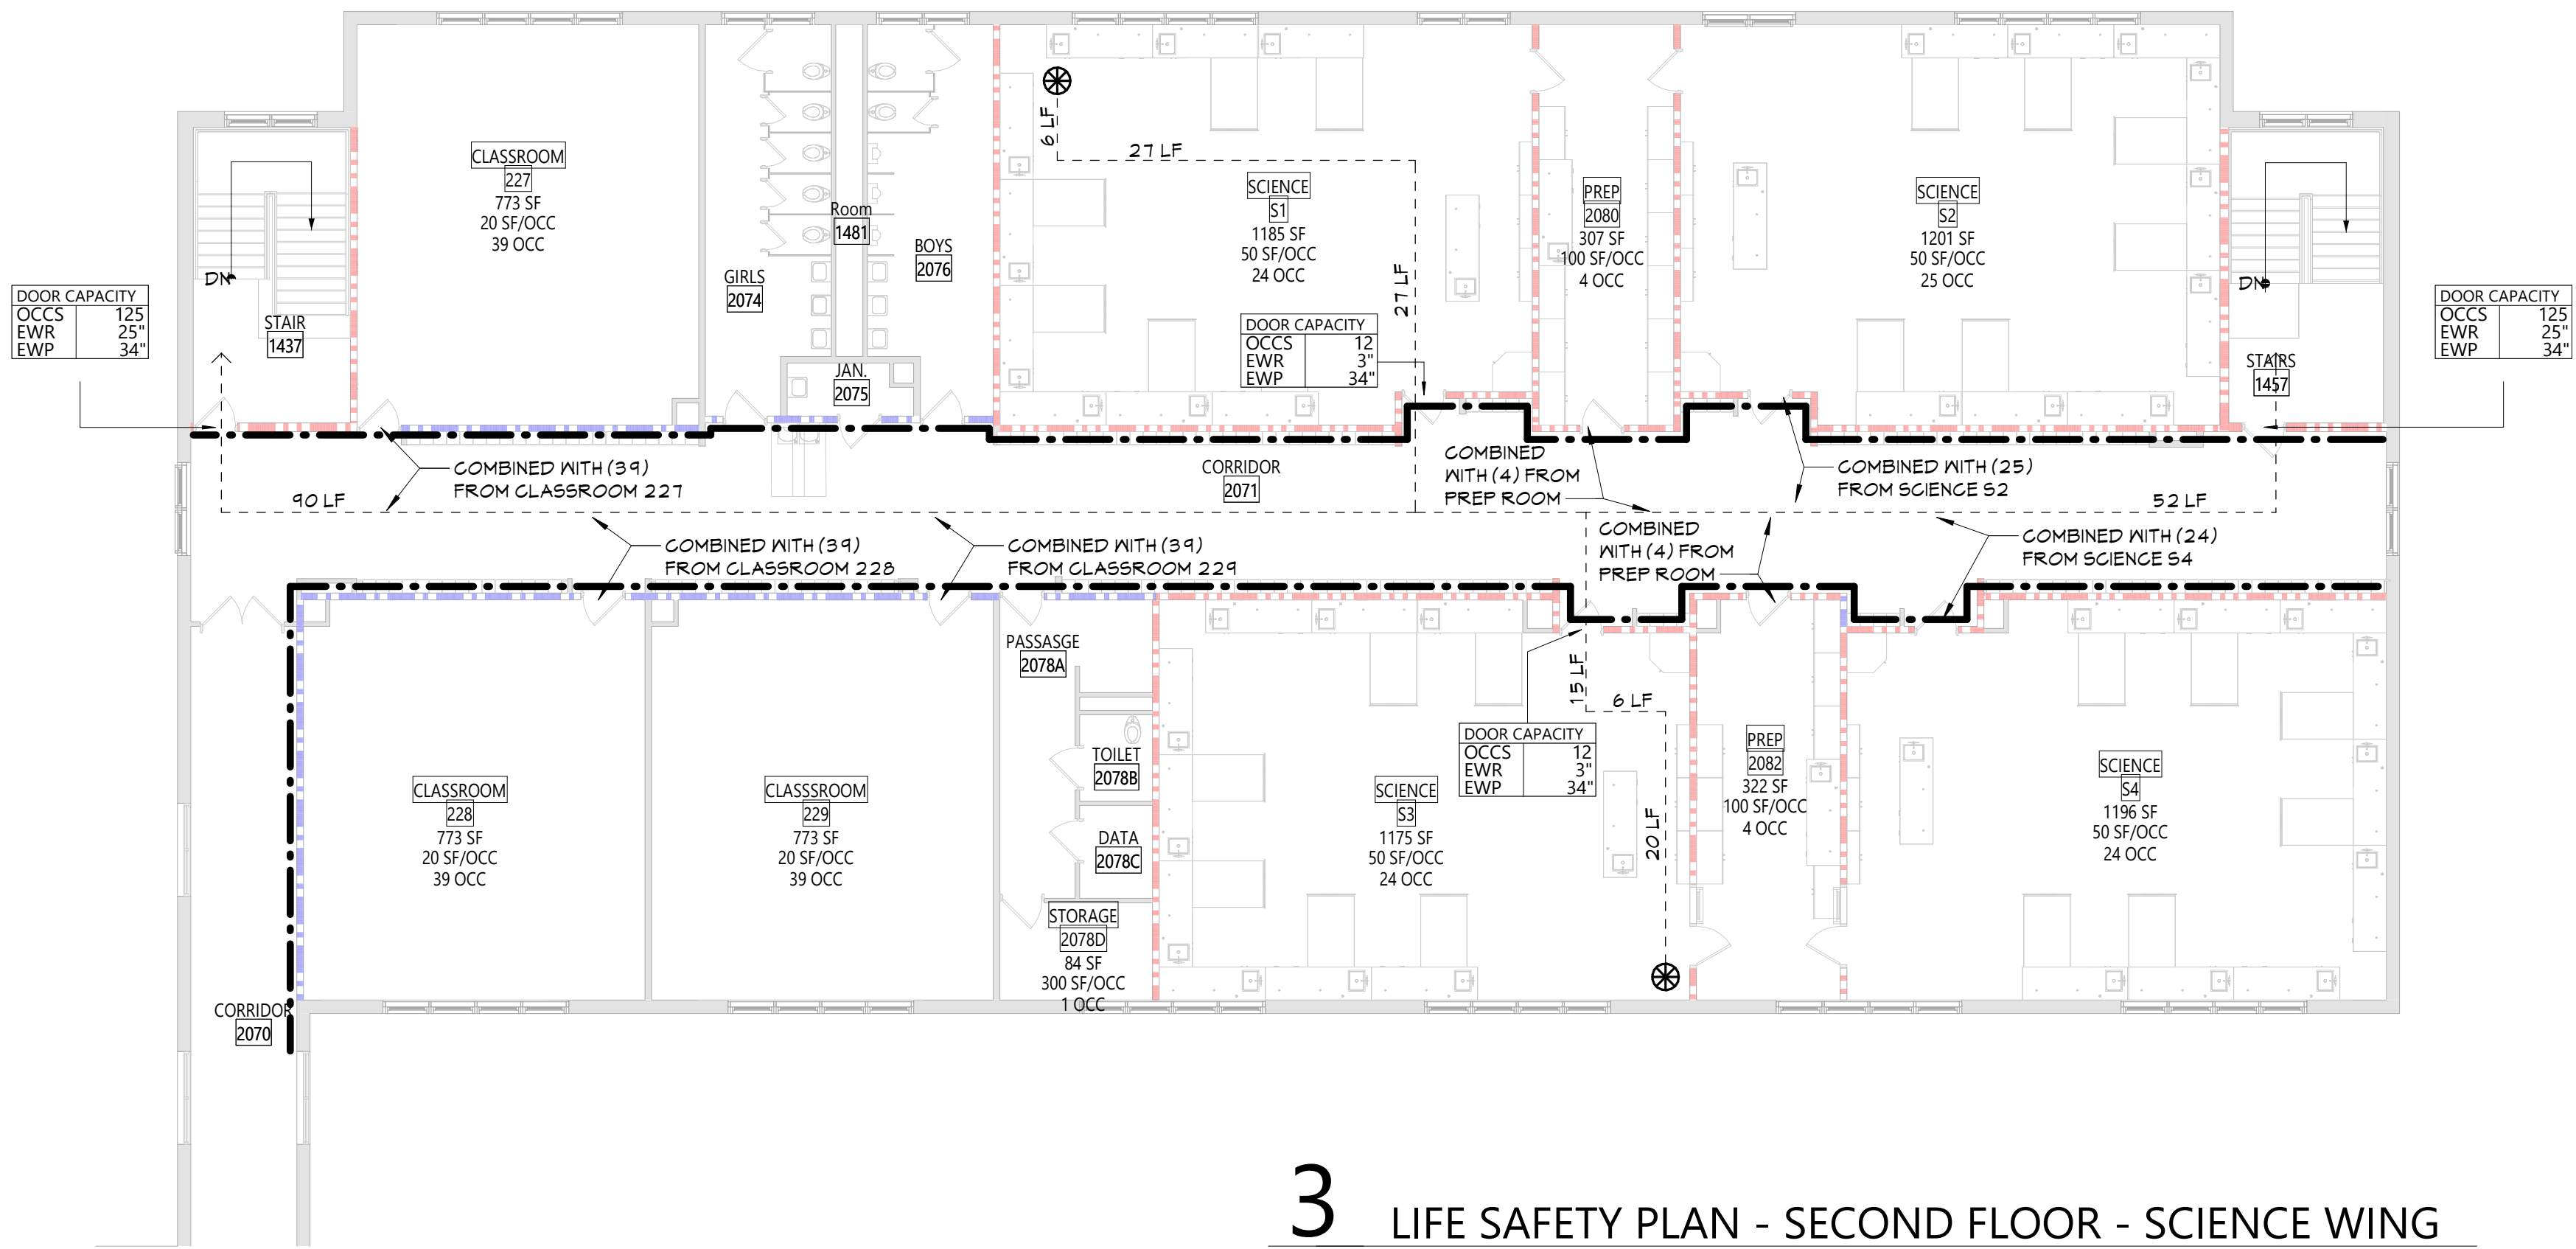 CLASSROOM
227
773 SF
20 SF/OCC
39 OCC
Room
1481
BOYS
2076
GIRLS
2074
JAN.
2075
6 LF
27 LF
27 LF
SCIENCE
S1
1185 SF
50 SF/OCC
24 OCC
PREP
2080
307 SF
100 SF/OCC
4 OCC
SCIENCE
S2
1201 SF
50 SF/OCC
25 OCC
DN
STAIR
1437
DN
STAIRS
1457
DOOR CAPACITY
OCCS 125
EWR 25"
EWP 34"
DOOR CAPACITY
OCCS 12
EWR 3"
EWP 34"
DOOR CAPACITY
OCCS 125
EWR 25"
EWP 34"
COMBINED WITH (39)
FROM CLASSROOM 227
90 LF
CORRIDOR
2071
COMBINED
WITH (4) FROM
PREP ROOM
COMBINED WITH (25)
FROM SCIENCE S2
52 LF
COMBINED WITH (39)
FROM CLASSROOM 228
COMBINED WITH (39)
FROM CLASSROOM 229
COMBINED
WITH (4) FROM
PREP ROOM
COMBINED WITH (24)
FROM SCIENCE S4
PASSASGE
2078A
15 LF
6 LF
20 LF
DOOR CAPACITY
OCCS 12
EWR 3"
EWP 34"
CLASSROOM
228
773 SF
20 SF/OCC
39 OCC
CLASSSROOM
229
773 SF
20 SF/OCC
39 OCC
TOILET
2078B
DATA
2078C
STORAGE
2078D
84 SF
300 SF/OCC
1 OCC
SCIENCE
S3
1175 SF
50 SF/OCC
24 OCC
PREP
2082
322 SF
100 SF/OCC
4 OCC
SCIENCE
S4
1196 SF
50 SF/OCC
24 OCC
CORRIDOR
2070
3 LIFE SAFETY PLAN - SECOND FLOOR - SCIENCE WING